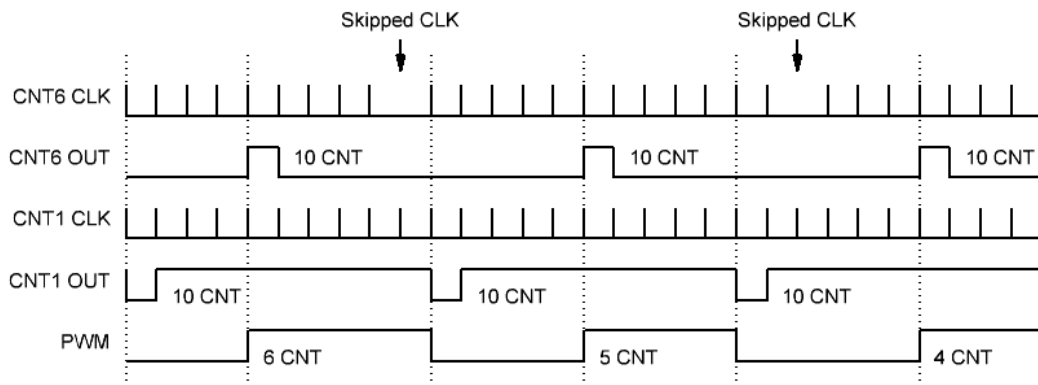 Skipped CLK Skipped CLK
CNT6 CLK
CNT6 OUT 10 CNT 10 CNT 10 CNT
CNT1 CLK
CNT1 OUT 10 CNT 10 CNT 10 CNT
PWM 6 CNT 5 CNT 4 CNT